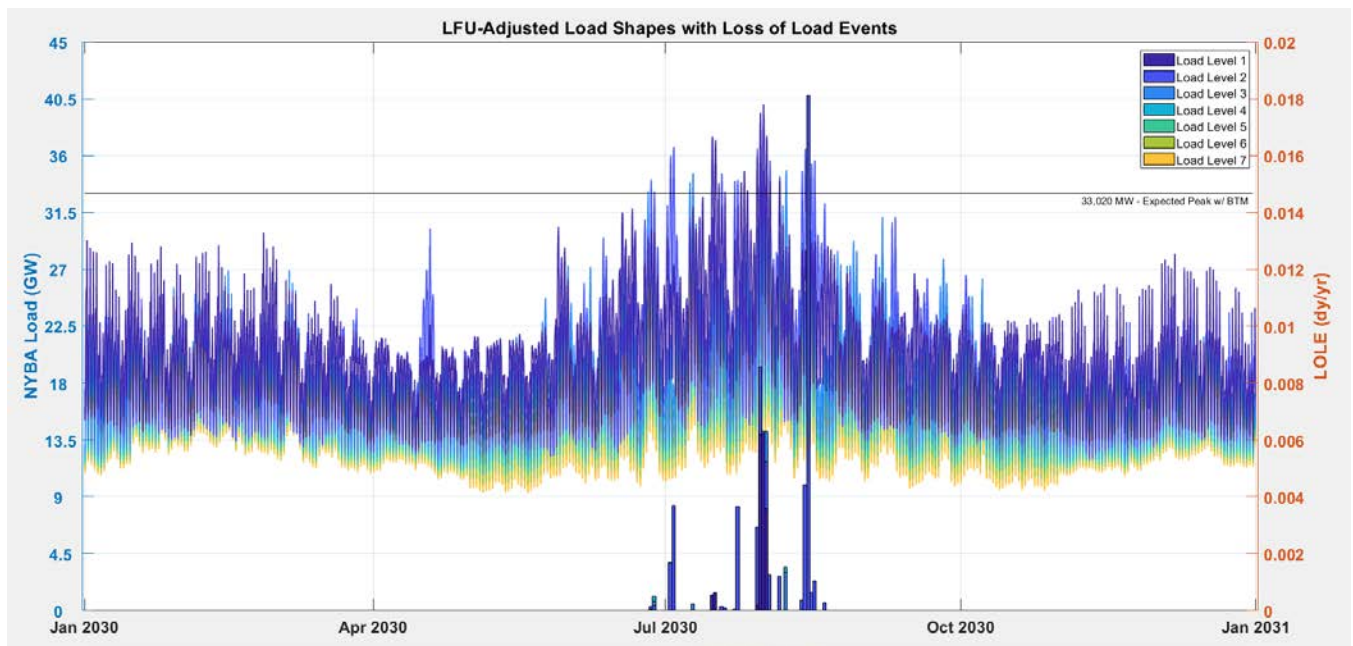 LFU-Adjusted Load Shapes with Loss of Load Events
45
40.5
36
31.5
27
22.5
18
13.5
9
4.5
0
NYBA Load (GW)
Load Level 1
Load Level 2
Load Level 3
Load Level 4
Load Level 5
Load Level 6
Load Level 7
33,020 MW - Expected Peak w/ BTM
0.02
0.018
0.016
0.014
0.012
0.01
0.008
0.006
0.004
0.002
0
LOLE (dy/yr)
Jan 2030
Apr 2030
Jul 2030
Oct 2030
Jan 2031